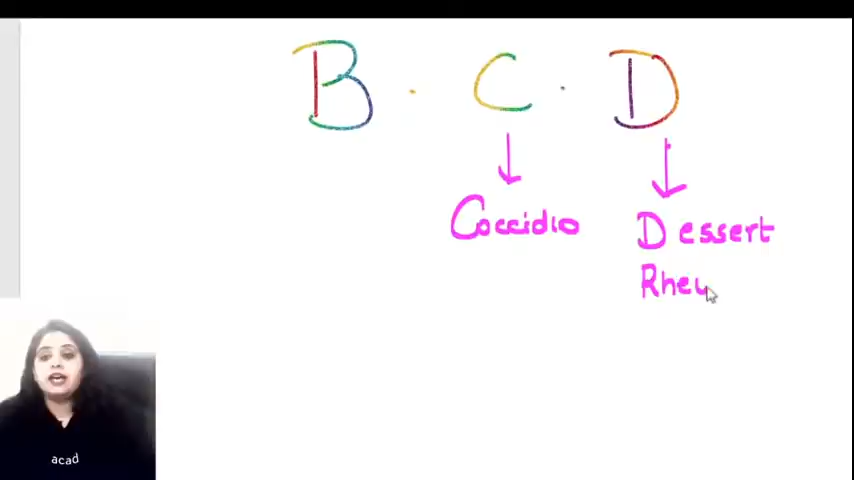 B . C . D
Coccidio Dessert
Rheu
acad